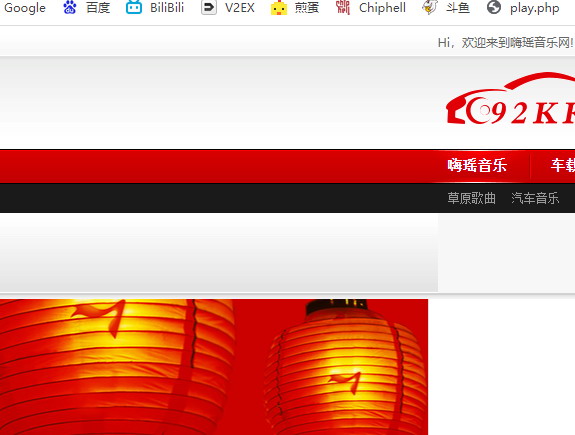 Google 百度 BiliBili V2EX 煎蛋 Chiphell 斗鱼 play.php
Hi，欢迎来到嗨瑶音乐网!
92K
嗨瑶音乐 车载
草原歌曲 汽车音乐